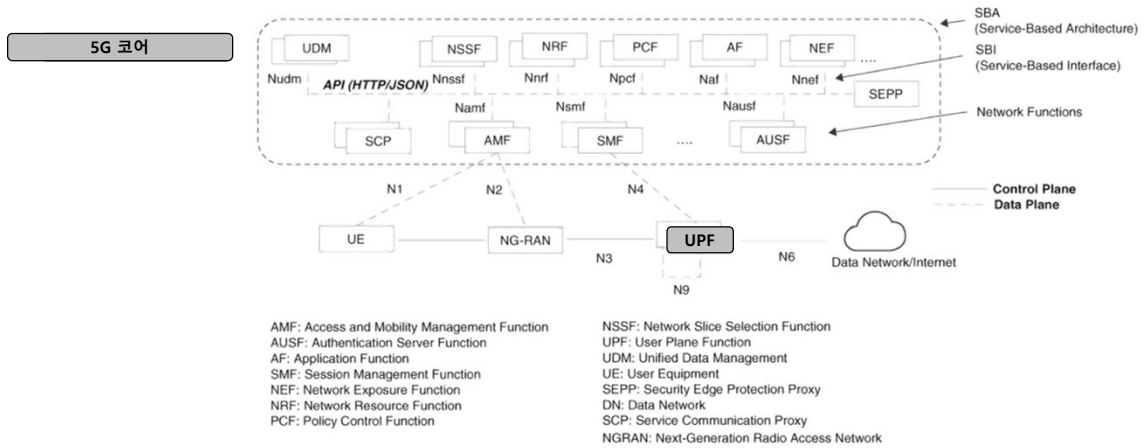 5G 코어
SBA
(Service-Based Architecture)
SBI
(Service-Based Interface)
Network Functions
UDM
NSSF
NRF
PCF
AF
NEF
....
Nudm
Nnssf
Nnrf
Npcf
Naf
Nnef
API (HTTP/JSON)
SEPP
Namf
Nsmf
Nausf
SCP
AMF
SMF
....
AUSF
N1
N2
N4
Control Plane
Data Plane
UE
NG-RAN
UPF
N3
N6
Data Network/Internet
N9
AMF: Access and Mobility Management Function
AUSF: Authentication Server Function
AF: Application Function
SMF: Session Management Function
NEF: Network Exposure Function
NRF: Network Resource Function
PCF: Policy Control Function
NSSF: Network Slice Selection Function
UPF: User Plane Function
UDM: Unified Data Management
UE: User Equipment
SEPP: Security Edge Protection Proxy
DN: Data Network
SCP: Service Communication Proxy
NGRAN: Next-Generation Radio Access Network